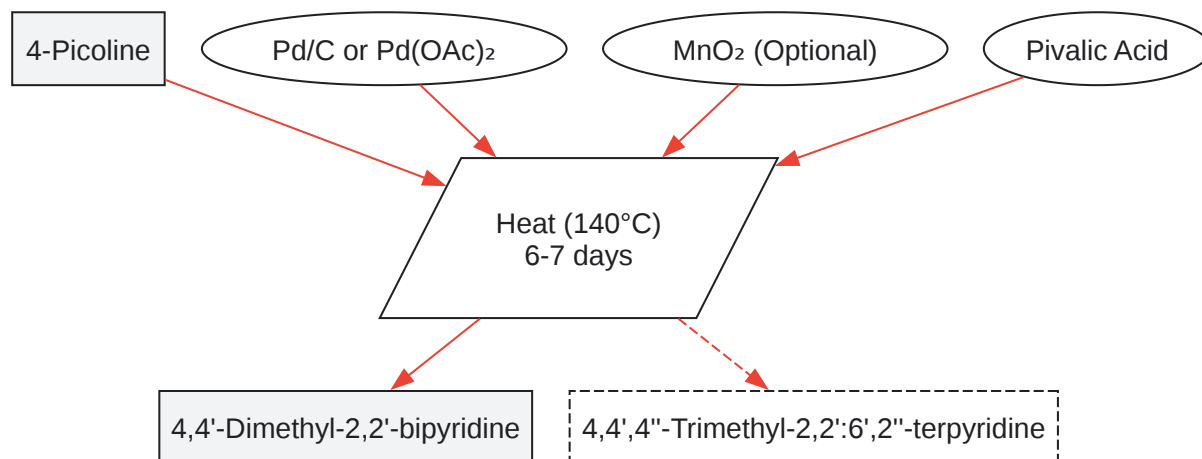 4-Picoline
Pd/C or Pd(OAc)₂
MnO₂ (Optional)
Pivalic Acid
Heat (140°C)
6-7 days
4,4'-Dimethyl-2,2'-bipyridine
4,4',4''-Trimethyl-2,2':6',2''-terpyridine